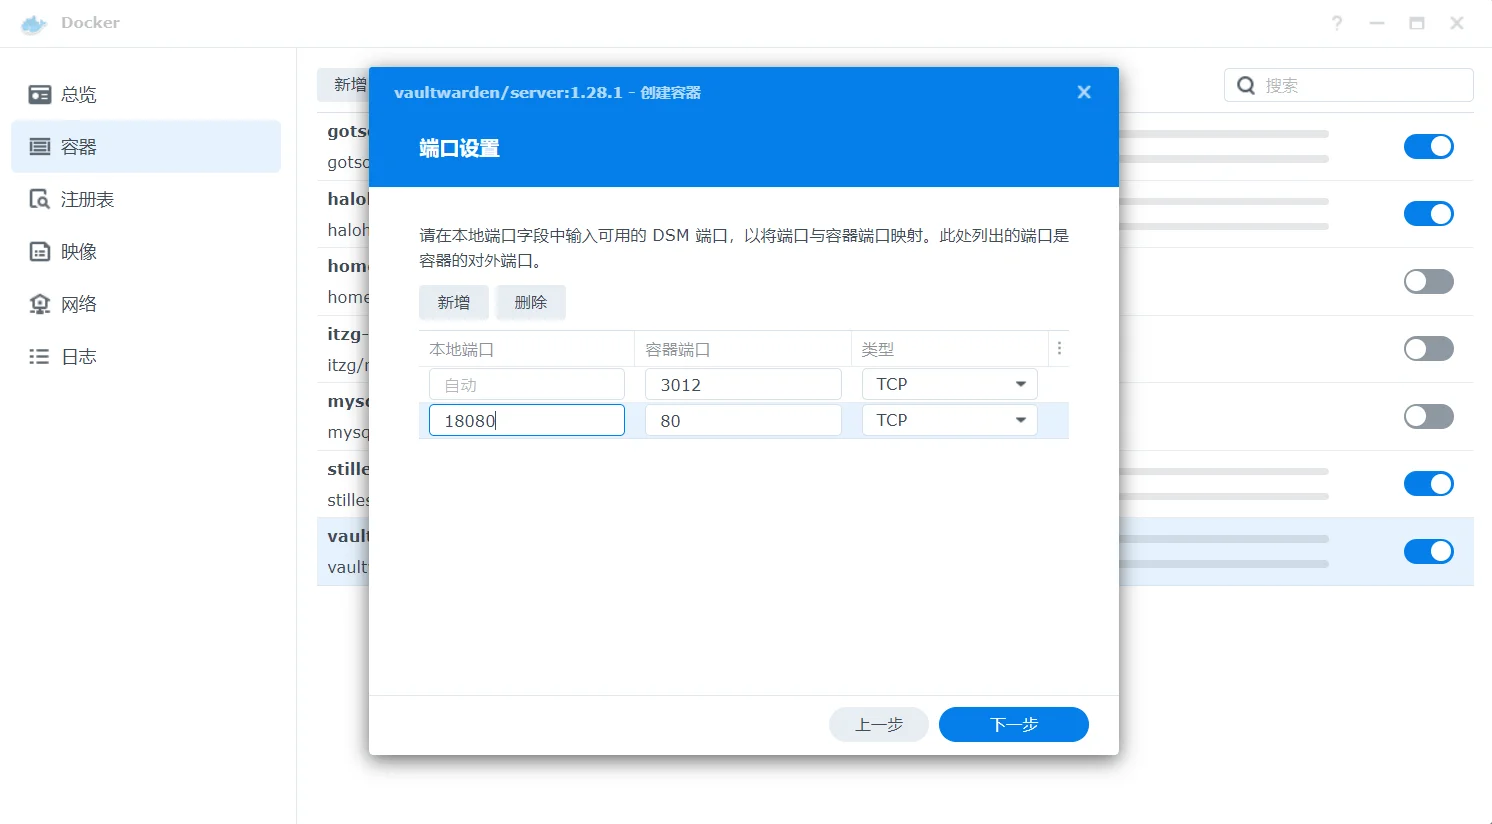 Docker
总览
容器
注册表
映像
网络
日志
新增
搜索
gots
gotsc
halol
haloh
hom
home
itzg-
itzg/r
mys
mysq
stille
stilles
vault
vault
vaultwarden/server:1.28.1 - 创建容器
端口设置
请在本地端口字段中输入可用的 DSM 端口，以将端口与容器端口映射。此处列出的端口是
容器的对外端口。
新增 删除
本地端口 容器端口 类型
自动 3012 TCP
18080 80 TCP
上一步 下一步